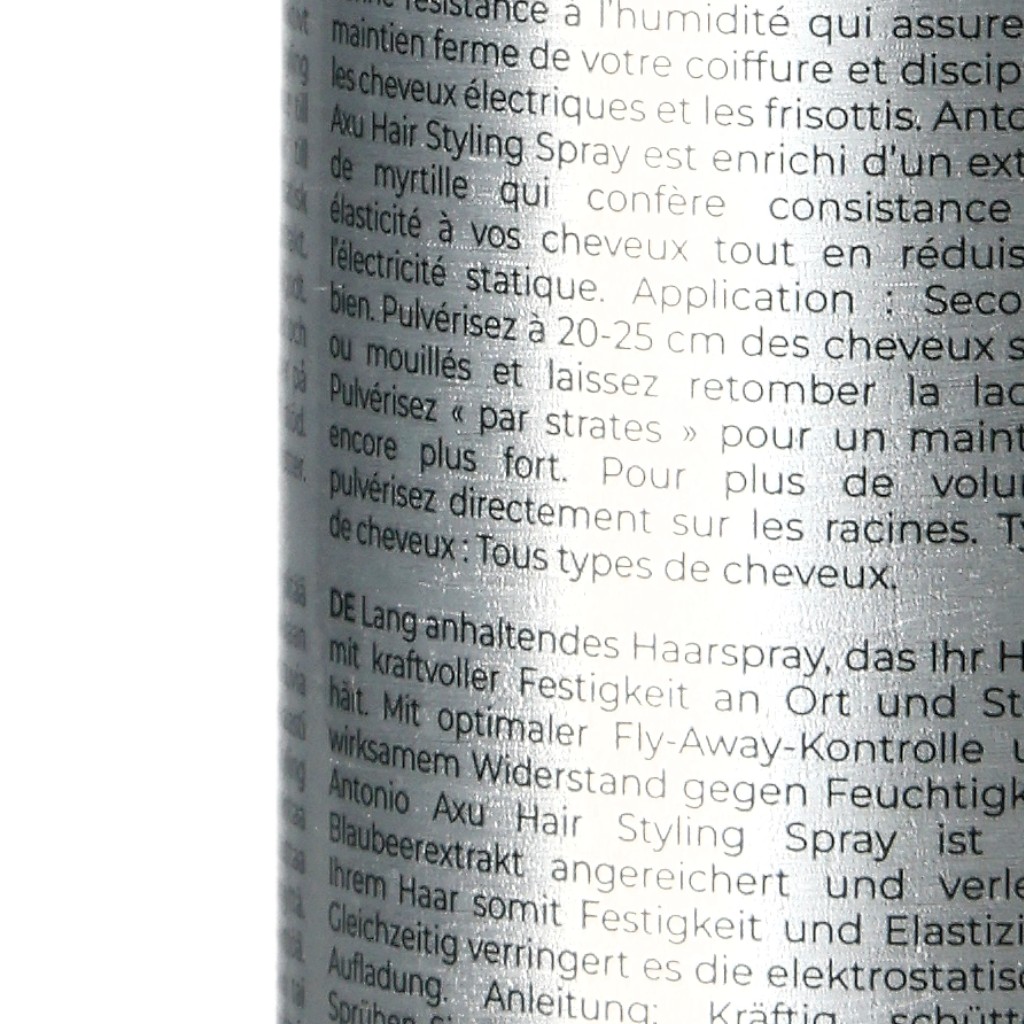 résistance à l'humidité qui assure
maintien ferme de votre coiffure et discip
les cheveux électriques et les frisottis. Anto
Axu Hair Styling Spray est enrichi d'un ext
de myrtille qui confère consistance
élasticité à vos cheveux tout en réduis
l'électricité statique. Application : Seco
bien. Pulvérisez à 20-25 cm des cheveux s
ou mouillés et laissez retomber la lac
Pulvérisez « par strates » pour un maint
encore plus fort. Pour plus de volu
pulvérisez directement sur les racines. Ty
de cheveux : Tous types de cheveux.
DE Lang anhaltendes Haarspray, das Ihr H
mit kraftvoller Festigkeit an Ort und St
hält. Mit optimaler Fly-Away-Kontrolle u
wirksamem Widerstand gegen Feuchtigk
Antonio Axu Hair Styling Spray ist
Blaubeerextrakt angereichert und verle
Ihrem Haar somit Festigkeit und Elastizi
Gleichzeitig verringert es die elektrostatisc
Aufladung. Anleitung: Kräftig schütt
Sprühen